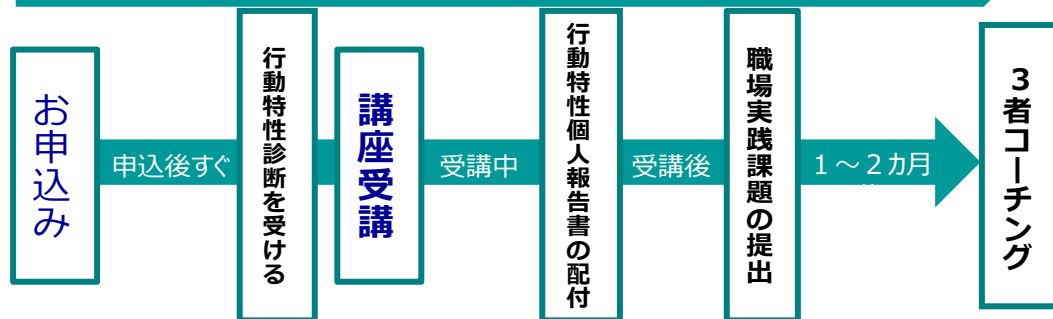 お申込み
申込後すぐ
行動特性診断を受ける
講座受講
受講中
行動特性個人報告書の配付
受講後
職場実践課題の提出
１～２カ月
３者コーチング